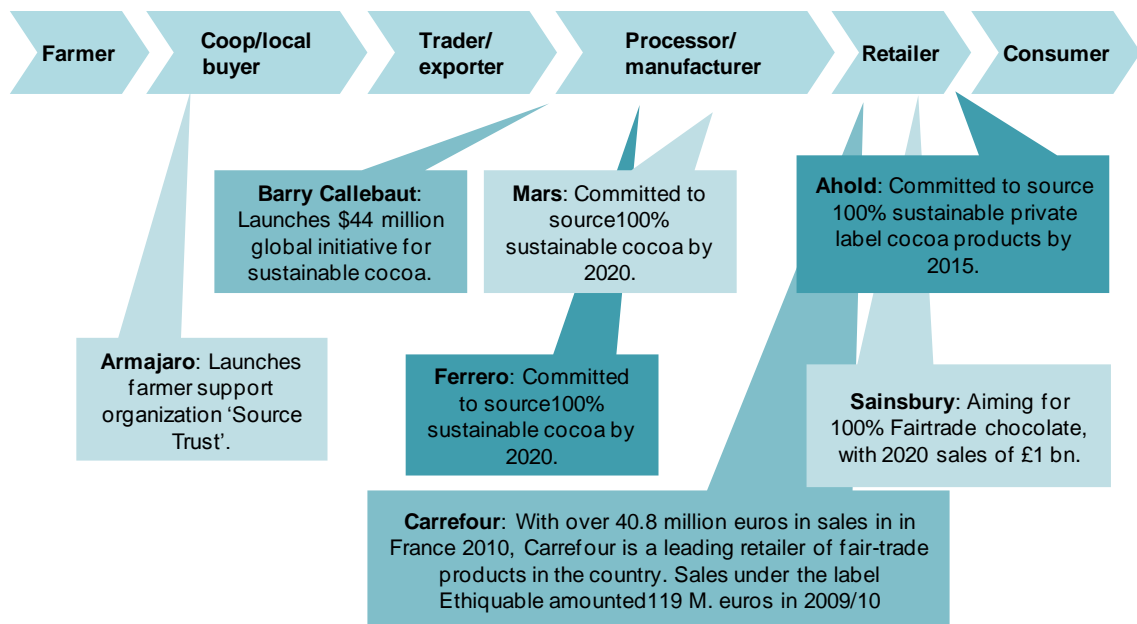 Farmer
Coop/local
buyer
Trader/
exporter
Processor/
manufacturer
Retailer
Consumer
Barry Callebaut:
Launches $44 million
global initiative for
sustainable cocoa.
Mars: Committed to
source100%
sustainable cocoa by
2020.
Ahold: Committed to source
100% sustainable private
label cocoa products by
2015.
Armajaro: Launches
farmer support
organization ‘Source
Trust’.
Ferrero: Committed
to source100%
sustainable cocoa by
2020.
Sainsbury: Aiming for
100% Fairtrade chocolate,
with 2020 sales of £1 bn.
Carrefour: With over 40.8 million euros in sales in in
France 2010, Carrefour is a leading retailer of fair-trade
products in the country. Sales under the label
Ethiquable amounted119 M. euros in 2009/10